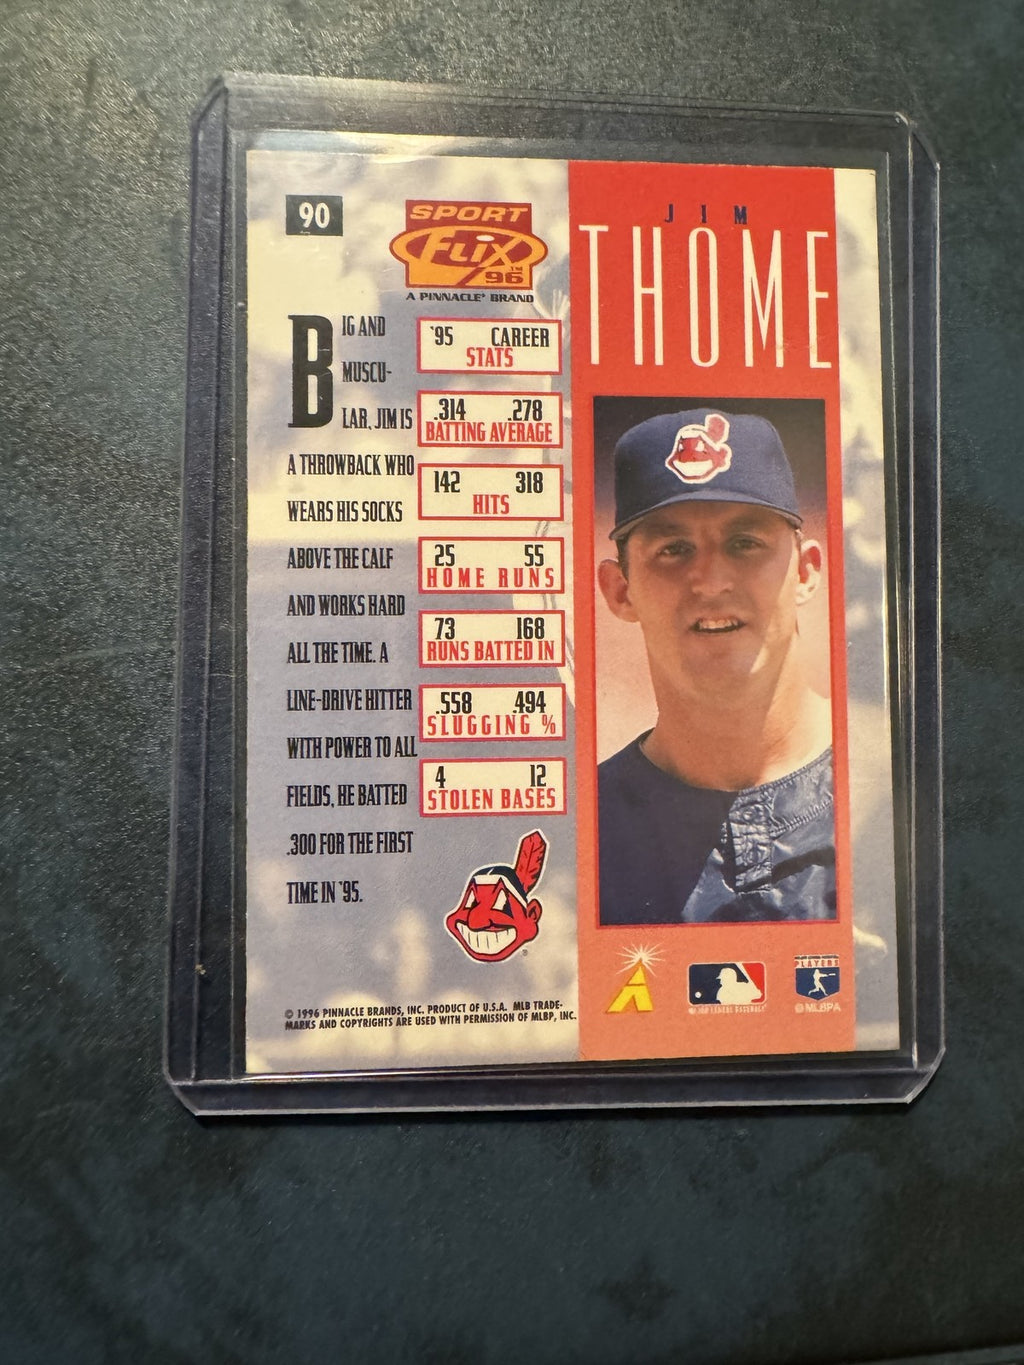 90
SPORT
FLIX™
96
A PINNACLE® BRAND
JIM
THOME
BIG AND
MUSCU-
LAR, JIM IS
A THROWBACK WHO
WEARS HIS SOCKS
ABOVE THE CALF
AND WORKS HARD
ALL THE TIME. A
LINE-DRIVE HITTER
WITH POWER TO ALL
FIELDS, HE BATTED
.300 FOR THE FIRST
TIME IN '95.
'95 CAREER
STATS
.314 .278
BATTING AVERAGE
142 318
HITS
25 55
HOME RUNS
73 168
RUNS BATTED IN
.558 .494
SLUGGING %
4 12
STOLEN BASES
®
© 1996 PINNACLE BRANDS, INC. PRODUCT OF U.S.A. MLB TRADE-
MARKS AND COPYRIGHTS ARE USED WITH PERMISSION OF MLBP, INC.
MAJOR LEAGUE BASEBALL
PLAYERS
© MLBPA